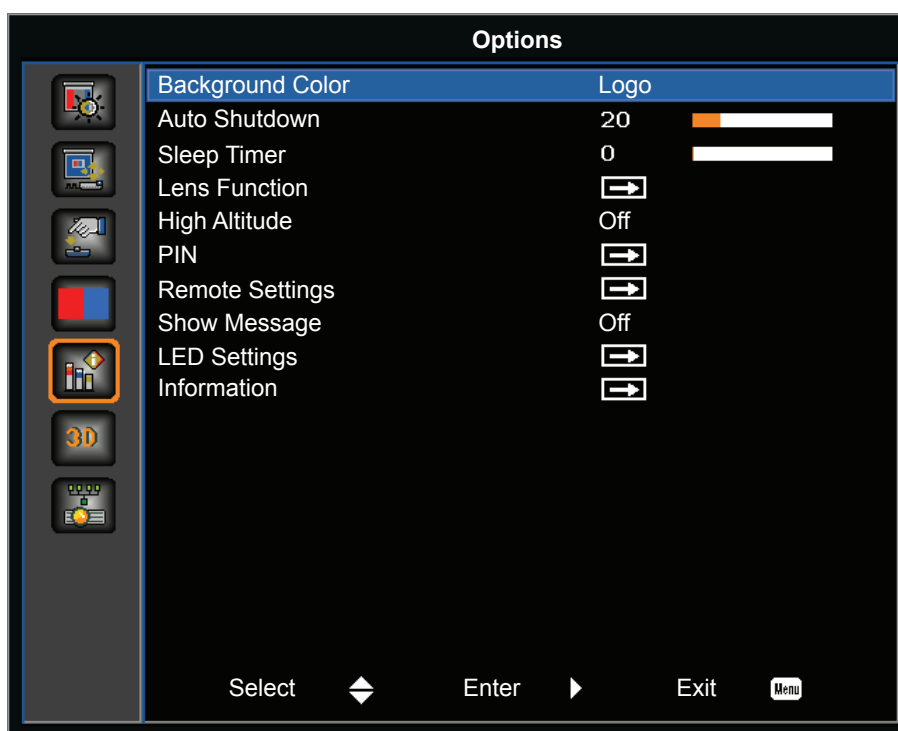 Options
Background Color Logo
Auto Shutdown 20
Sleep Timer 0
Lens Function
High Altitude Off
PIN
Remote Settings
Show Message Off
LED Settings
Information
3D
Select Enter Exit Menu